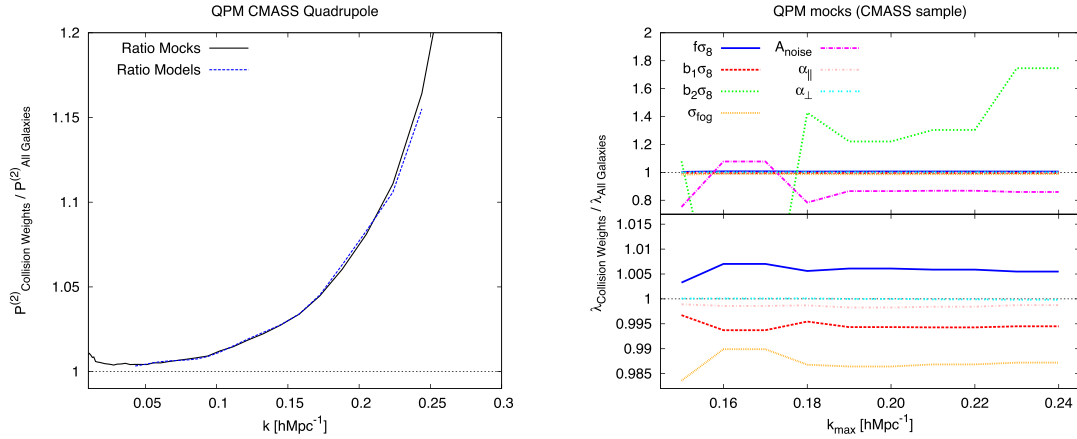 QPM CMASS Quadrupole
Ratio Mocks
Ratio Models
P(2)Collision Weights / P(2)All Galaxies
1.2
1.15
1.1
1.05
1
0.05 0.1 0.15 0.2 0.25 0.3
k [hMpc-1]
QPM mocks (CMASS sample)
fσ8 Anoise
b1σ8 α∥
b2σ8 α⊥
σfog
λCollision Weights / λAll Galaxies
2
1.8
1.6
1.4
1.2
1
0.8
1.015
1.01
1.005
1
0.995
0.99
0.985
0.16 0.18 0.20 0.22 0.24
kmax [hMpc-1]